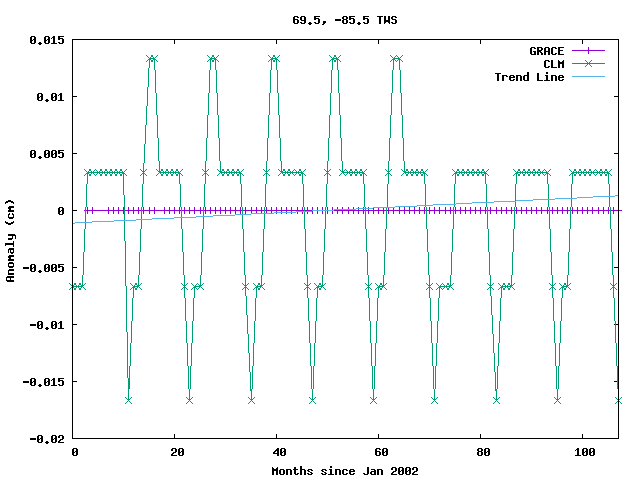 69.5, -85.5 TWS
0.015
0.01
0.005
0
-0.005
-0.01
-0.015
-0.02
Anomaly (cm)
GRACE
CLM
Trend Line
0 20 40 60 80 100
Months since Jan 2002